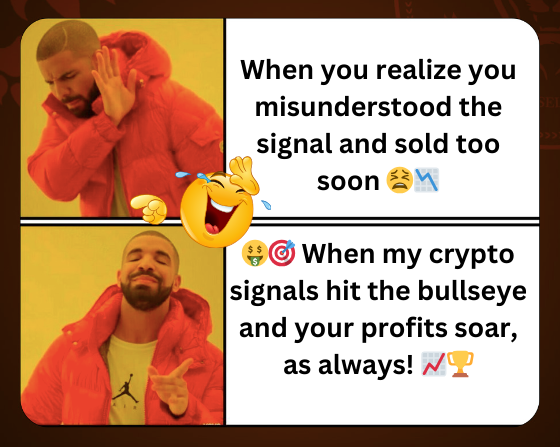 When you realize you
misunderstood the
signal and sold too
soon 😫📉
🤑🎯 When my crypto
signals hit the bullseye
and your profits soar,
as always! 📈🏆